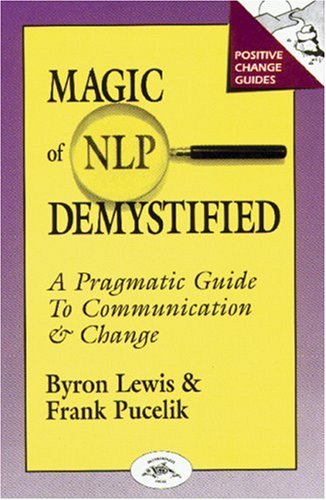 POSITIVE
CHANGE
GUIDES
MAGIC
of NLP
DEMYSTIFIED
A Pragmatic Guide
To Communication
& Change
Byron Lewis &
Frank Pucelik